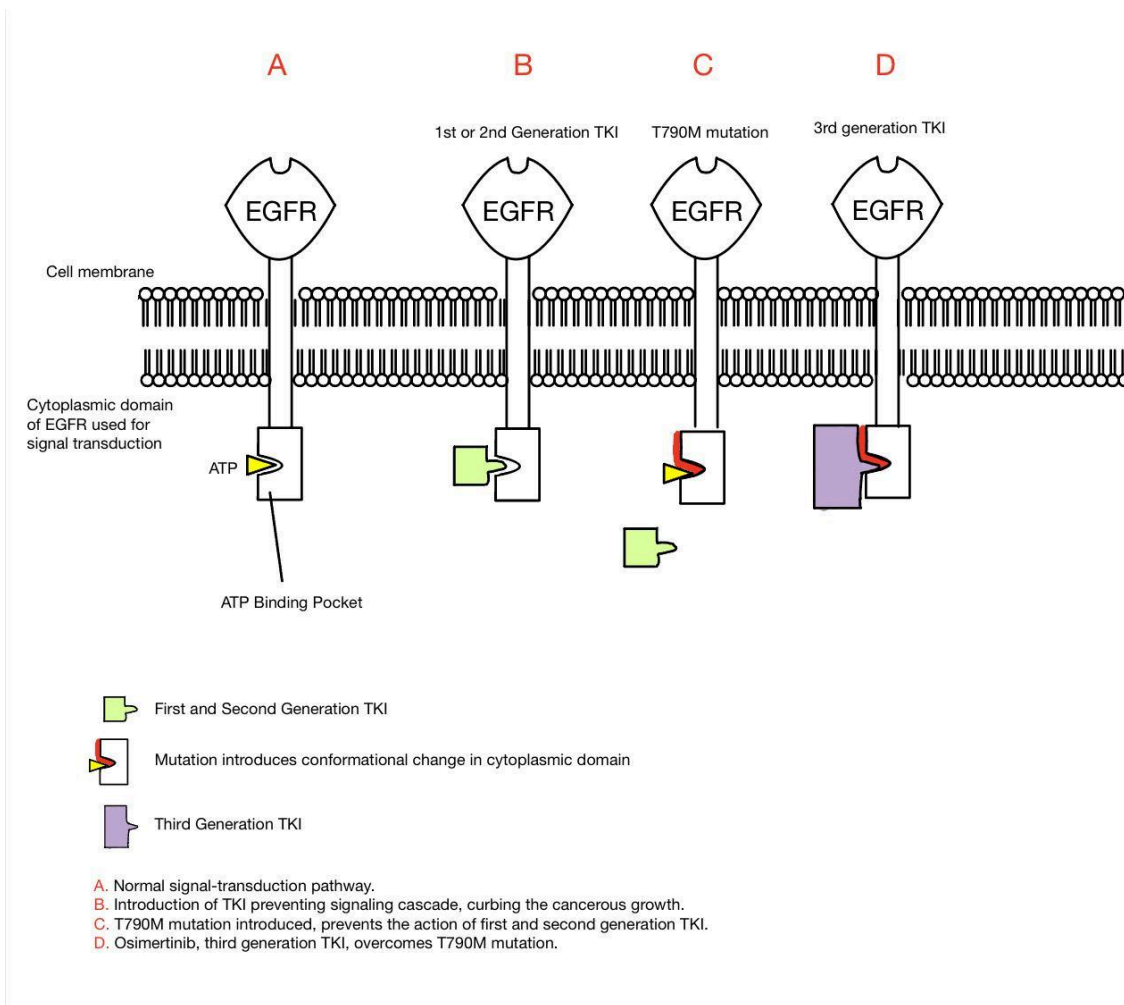 A
B
C
D
1st or 2nd Generation TKI
T790M mutation
3rd generation TKI
EGFR
EGFR
EGFR
EGFR
Cell membrane
Cytoplasmic domain
of EGFR used for
signal transduction
ATP
ATP Binding Pocket
First and Second Generation TKI
Mutation introduces conformational change in cytoplasmic domain
Third Generation TKI
A. Normal signal-transduction pathway.
B. Introduction of TKI preventing signaling cascade, curbing the cancerous growth.
C. T790M mutation introduced, prevents the action of first and second generation TKI.
D. Osimertinib, third generation TKI, overcomes T790M mutation.